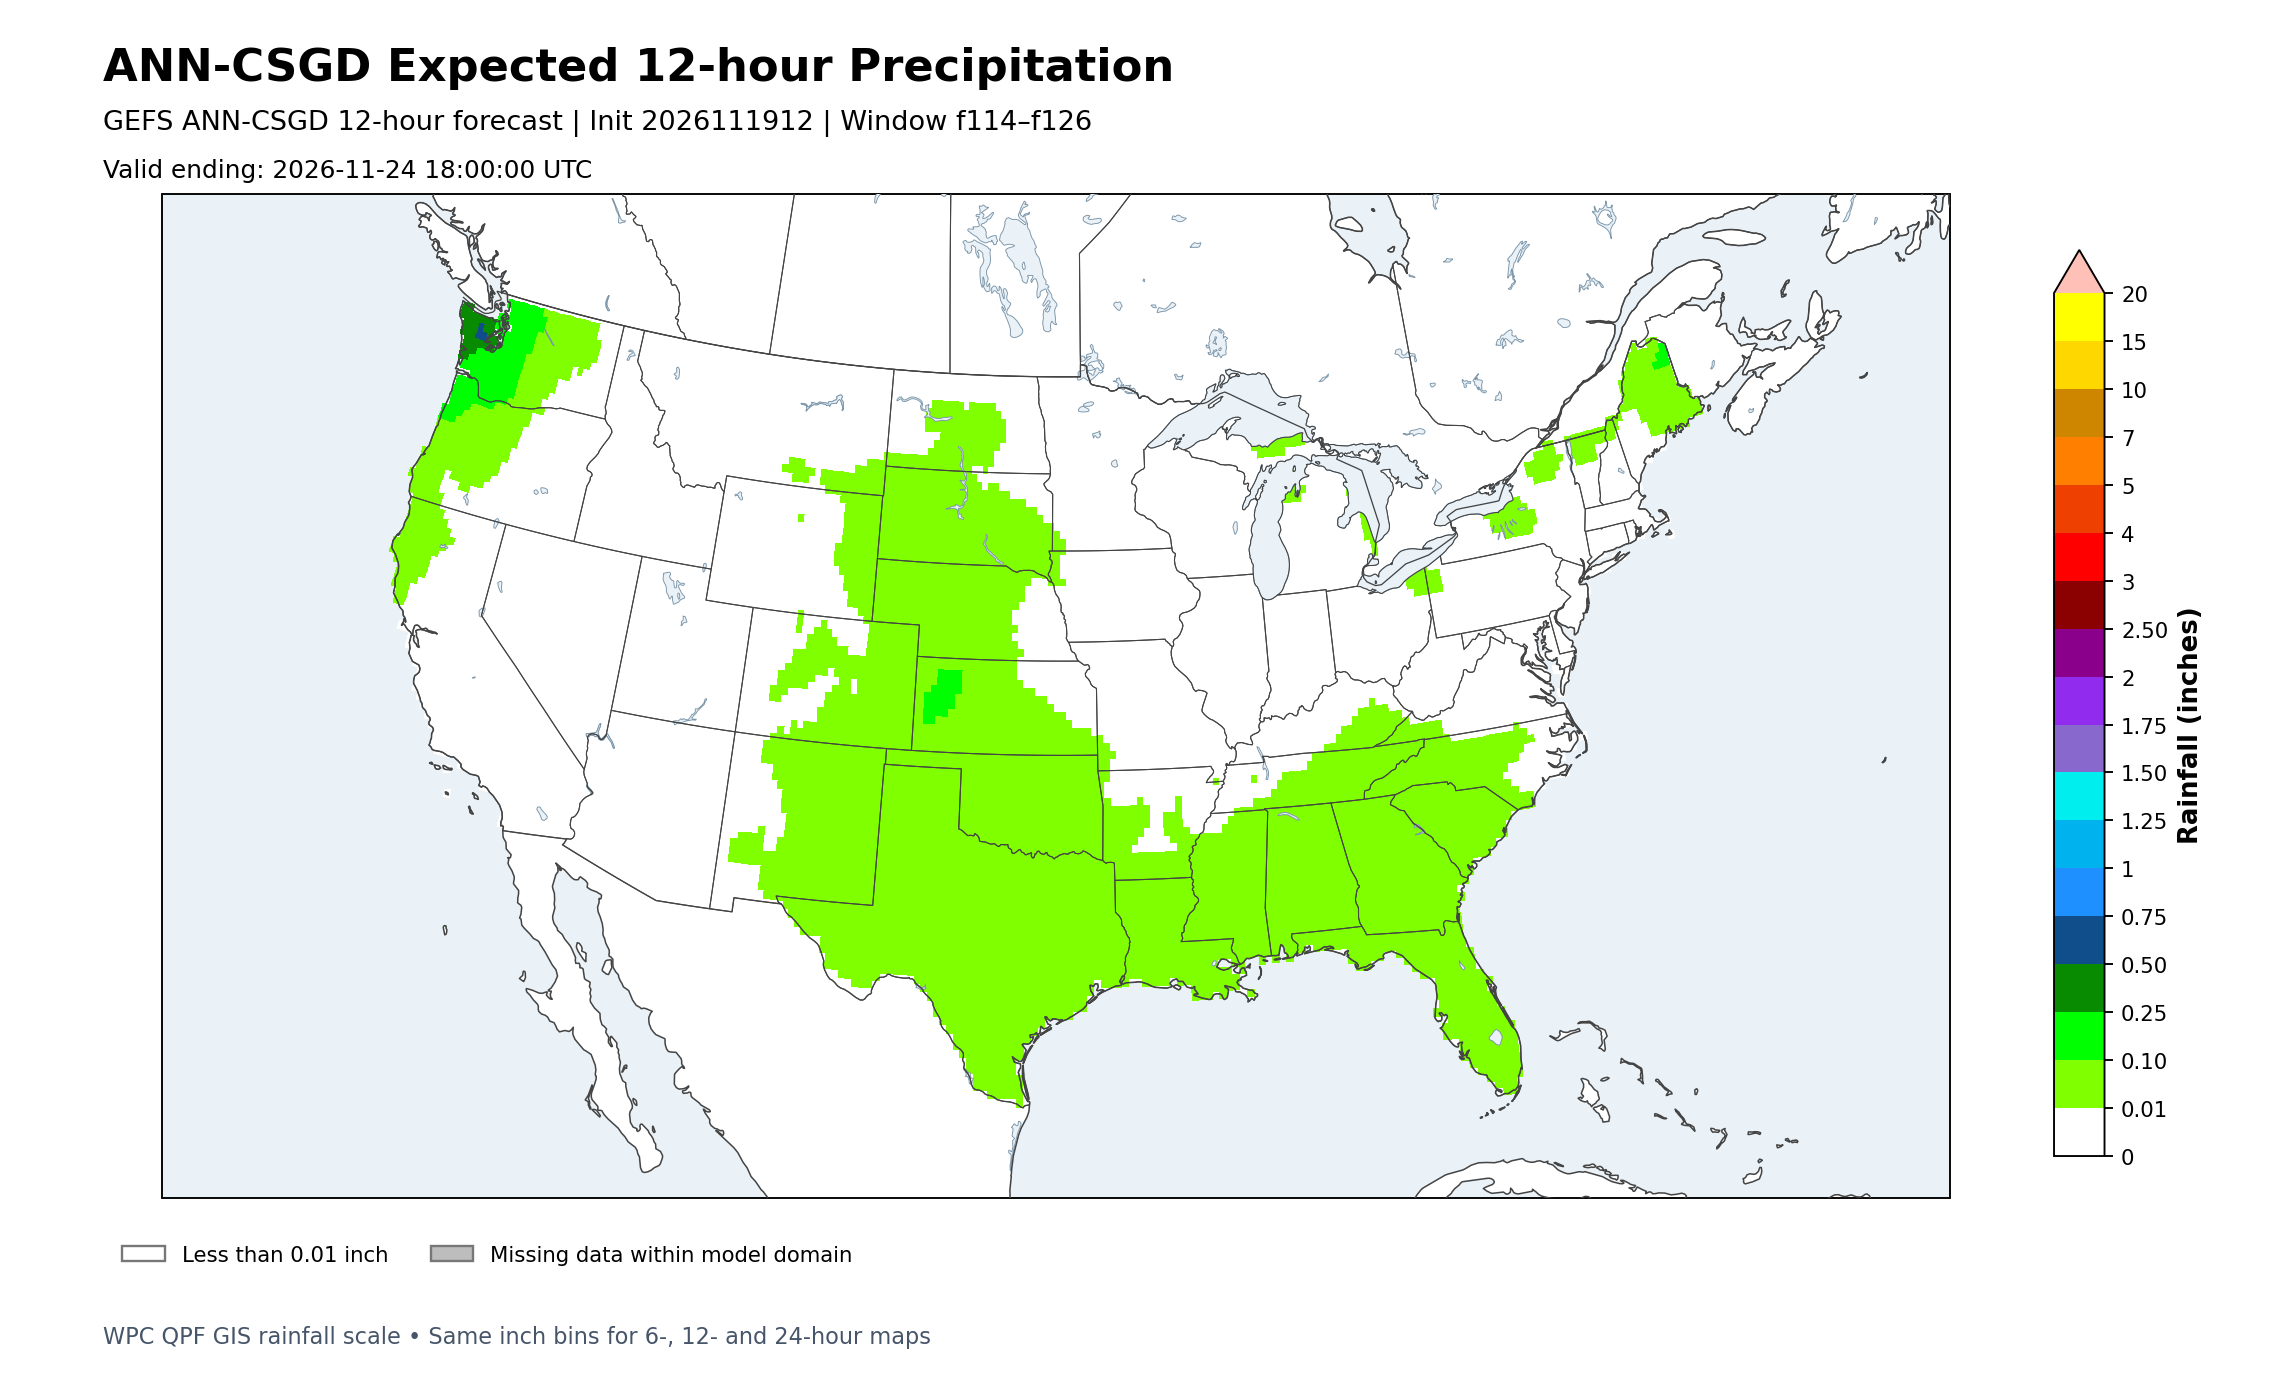 ANN-CSGD Expected 12-hour Precipitation
GEFS ANN-CSGD 12-hour forecast | Init 2026111912 | Window f114–f126
Valid ending: 2026-11-24 18:00:00 UTC
20
15
10
7
5
4
3
2.50
2
1.75
1.50
1.25
1
0.75
0.50
0.25
0.10
0.01
0
Rainfall (inches)
Less than 0.01 inch
Missing data within model domain
WPC QPF GIS rainfall scale • Same inch bins for 6-, 12- and 24-hour maps